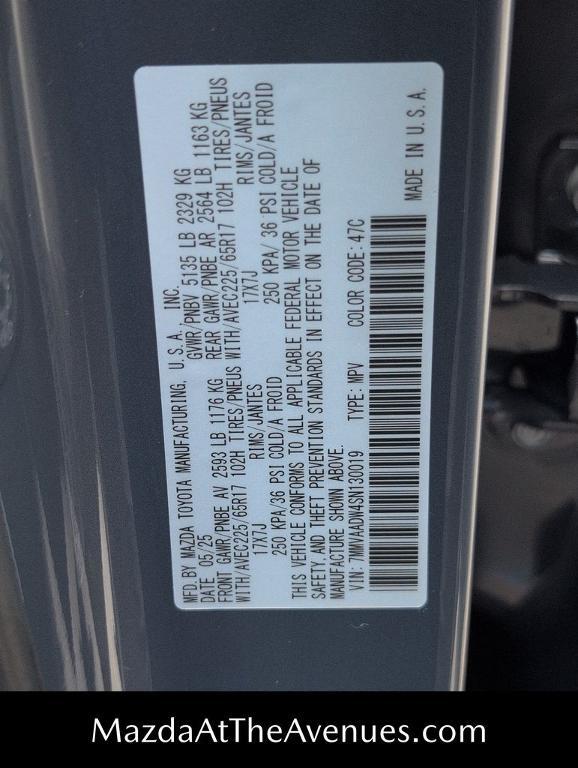 MFD. BY MAZDA TOYOTA MANUFACTURING, U.S.A., INC.
DATE 05/25 GVWR/PNBV 5135 LB 2329 KG
FRONT GAWR/PNBE AV 2593 LB 1176 KG REAR GAWR/PNBE AR 2564 LB 1163 KG
WITH/AVEC225/65R17 102H TIRES/PNEUS WITH/AVEC225/65R17 102H TIRES/PNEUS
17X7J RIMS/JANTES 17X7J RIMS/JANTES
250 KPA/36 PSI COLD/A FROID 250 KPA/ 36 PSI COLD/A FROID
THIS VEHICLE CONFORMS TO ALL APPLICABLE FEDERAL MOTOR VEHICLE
SAFETY, AND THEFT PREVENTION STANDARDS IN EFFECT ON THE DATE OF
MANUFACTURE SHOWN ABOVE.
VIN: 7MMVAADW4SN130019 TYPE: MPV COLOR CODE: 47C
MADE IN U.S.A.
MazdaAtTheAvenues.com